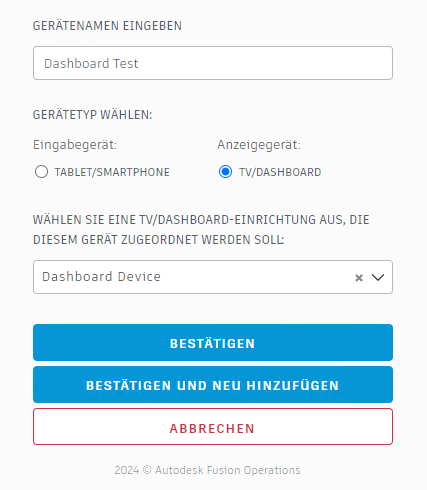 GERÄTENAMEN EINGEBEN
Dashboard Test
GERÄTETYP WÄHLEN:
Eingabegerät: Anzeigegerät:
TABLET/SMARTPHONE TV/DASHBOARD
WÄHLEN SIE EINE TV/DASHBOARD-EINRICHTUNG AUS, DIE
DIESEM GERÄT ZUGEORDNET WERDEN SOLL:
Dashboard Device
BESTÄTIGEN
BESTÄTIGEN UND NEU HINZUFÜGEN
ABBRECHEN
2024 © Autodesk Fusion Operations